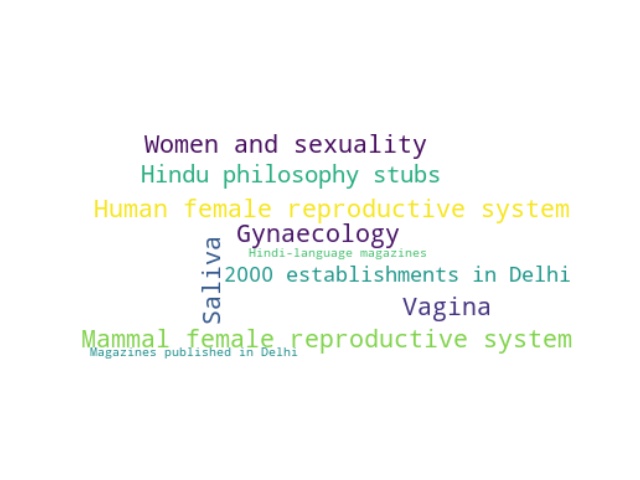 Women and sexuality
Hindu philosophy stubs
Human female reproductive system
Gynaecology
Hindi-language magazines
Saliva
2000 establishments in Delhi
Vagina
Mammal female reproductive system
Magazines published in Delhi